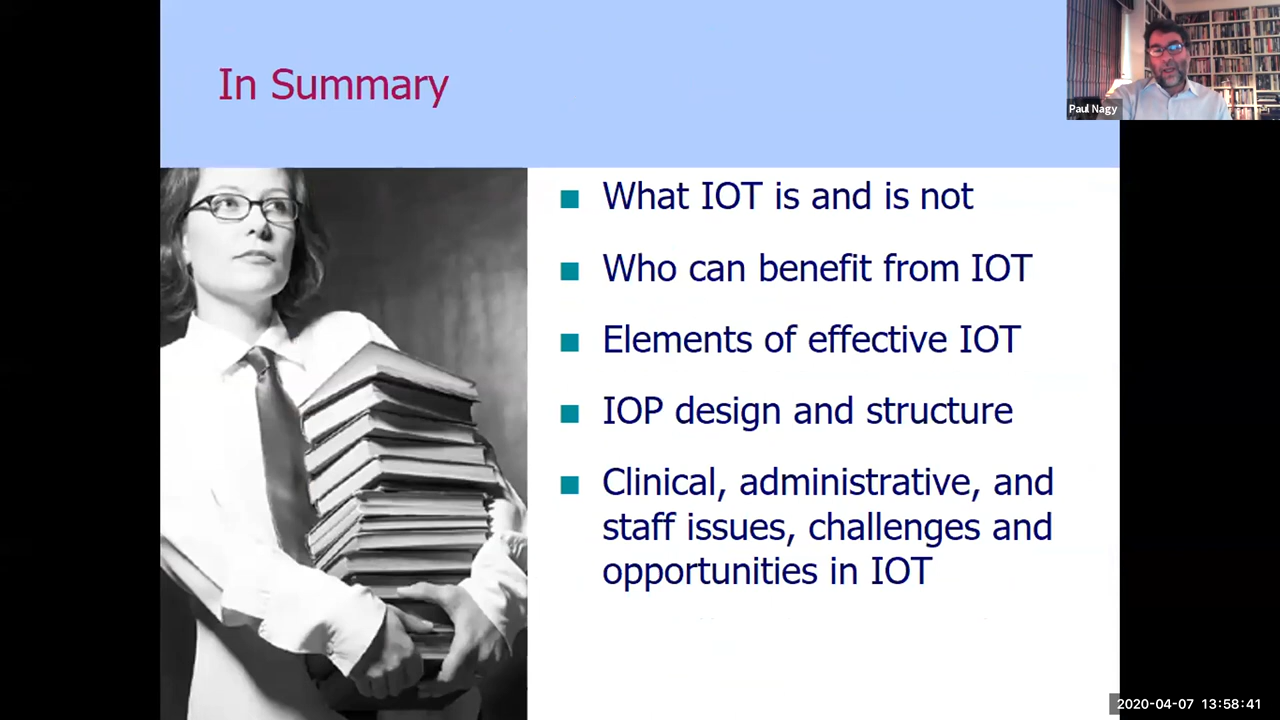 In Summary
Paul Nagy
What IOT is and is not
Who can benefit from IOT
Elements of effective IOT
IOP design and structure
Clinical, administrative, and
staff issues, challenges and
opportunities in IOT
2020-04-07 13:58:41